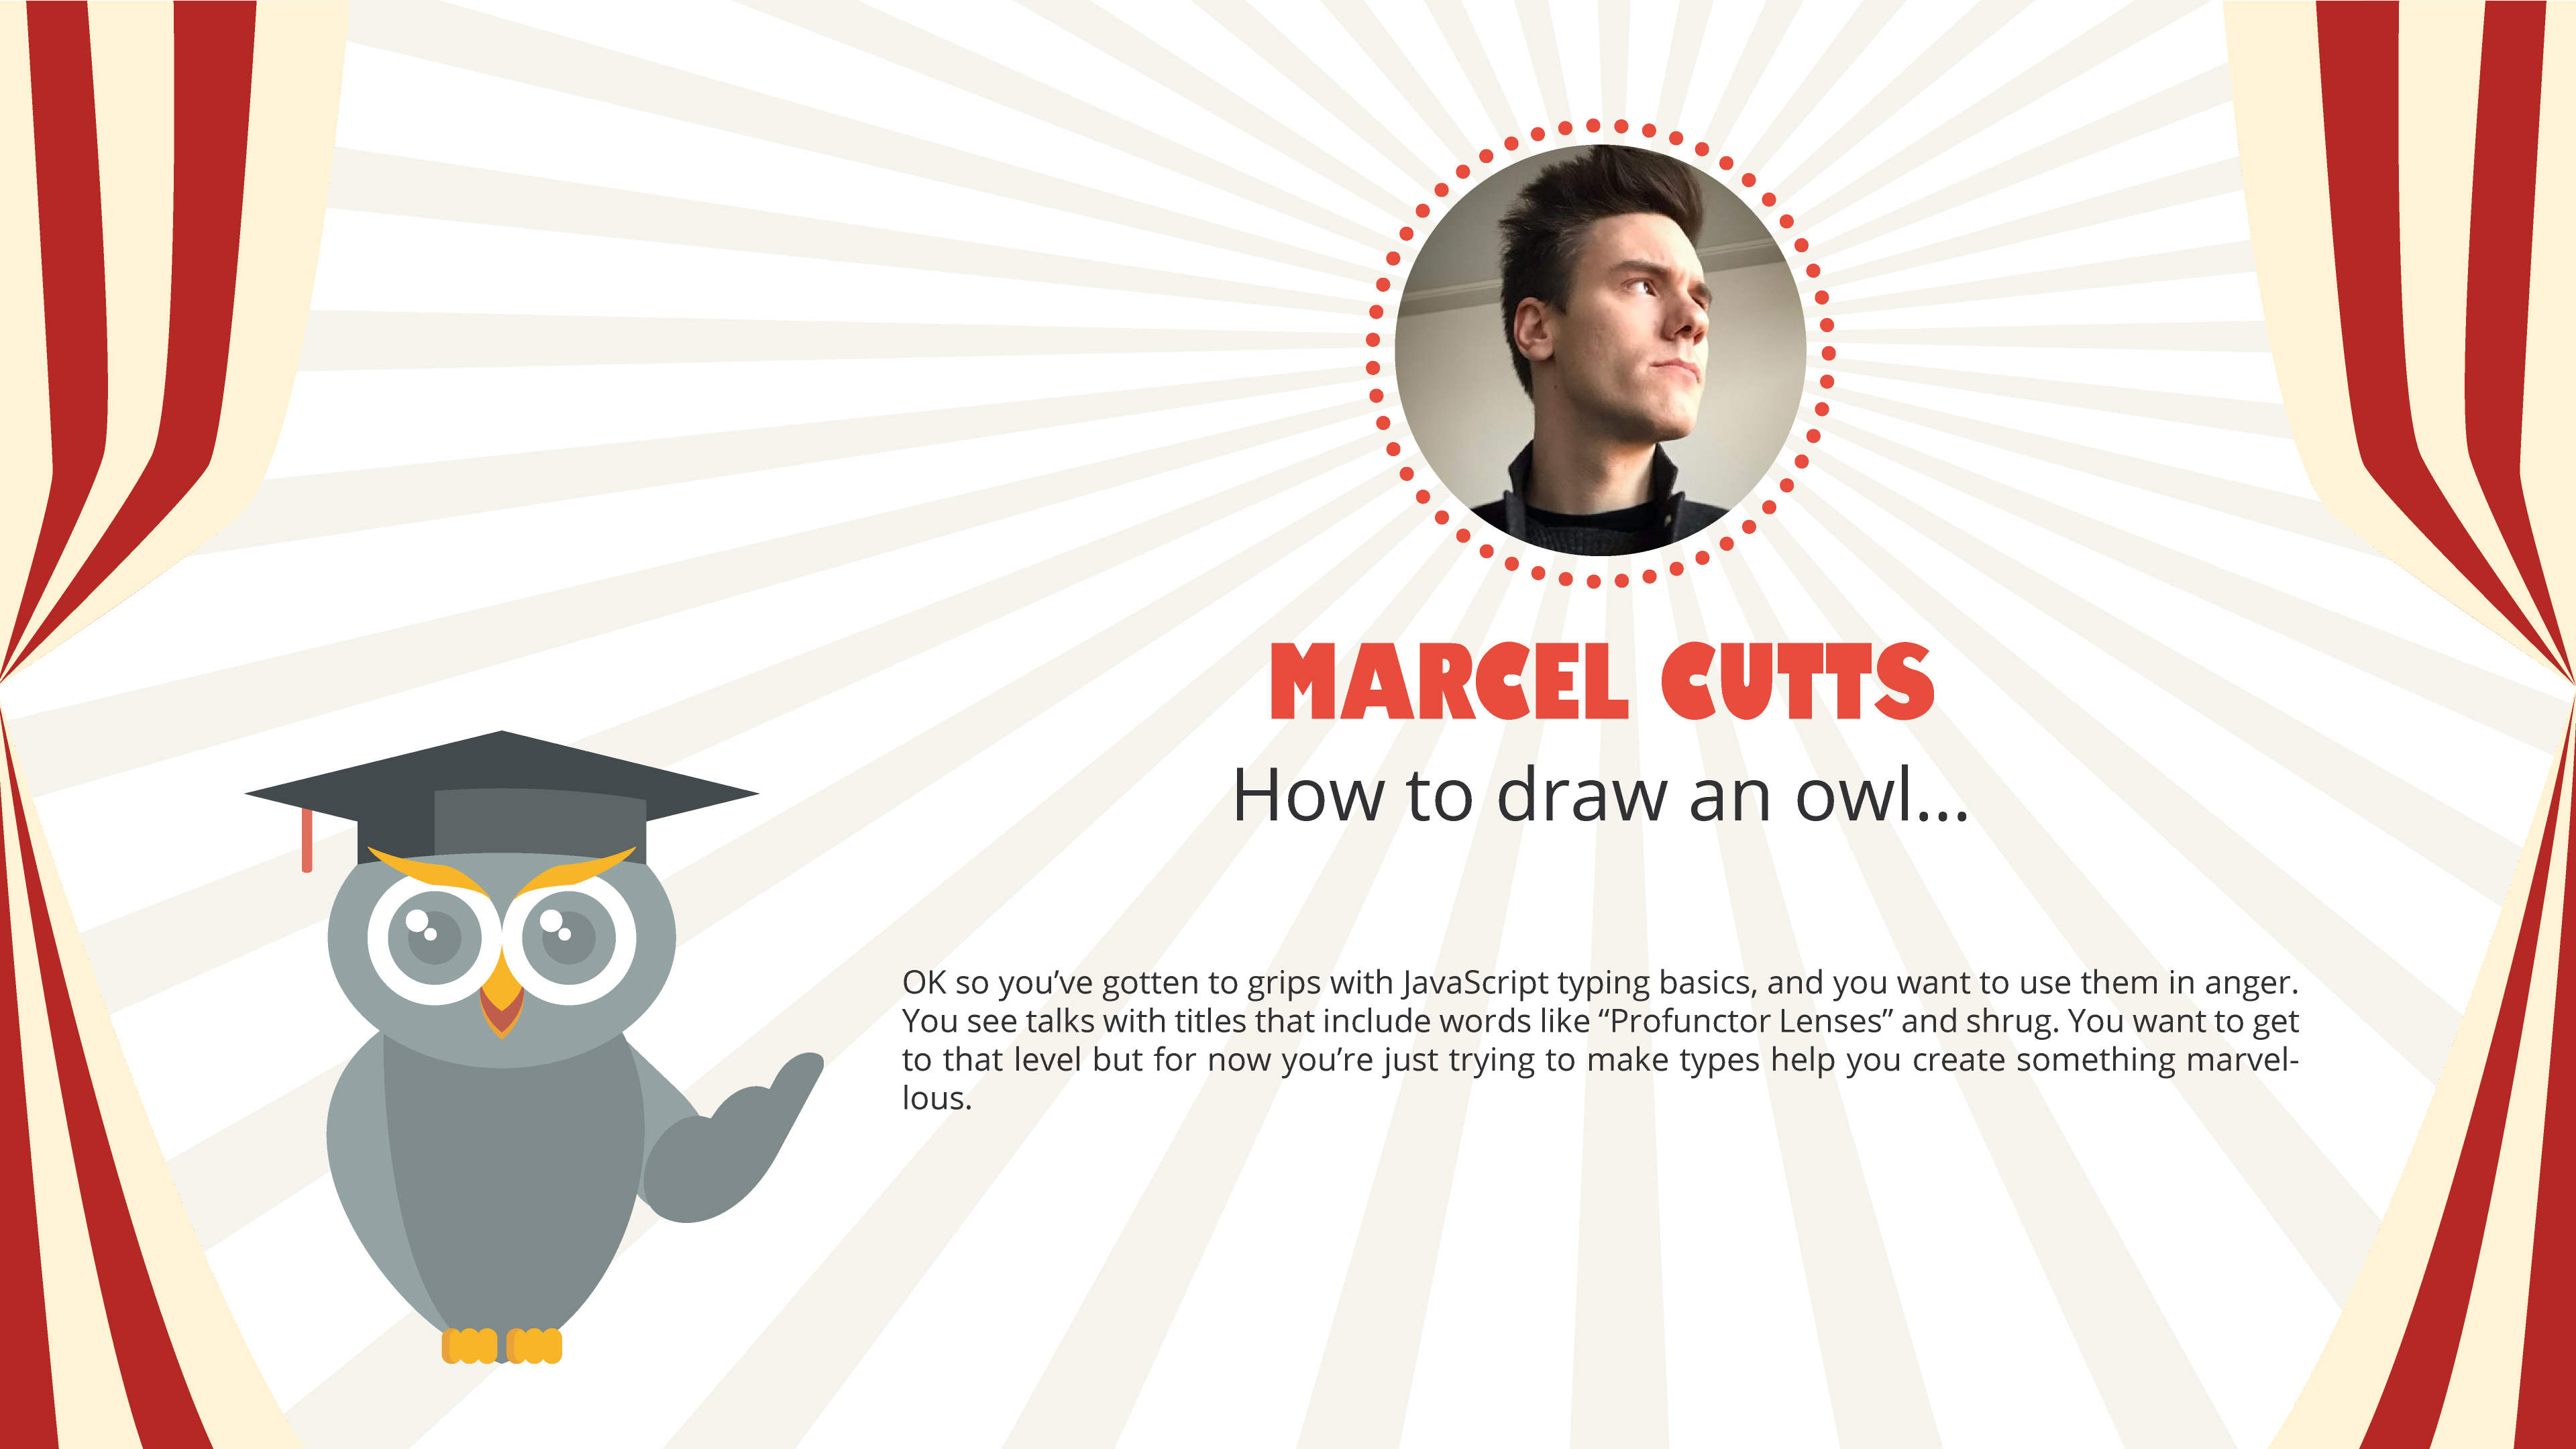 MARCEL CUTTS
How to draw an owl...
OK so you’ve gotten to grips with JavaScript typing basics, and you want to use them in anger.
You see talks with titles that include words like “Profunctor Lenses” and shrug. You want to get
to that level but for now you’re just trying to make types help you create something marvel-
lous.